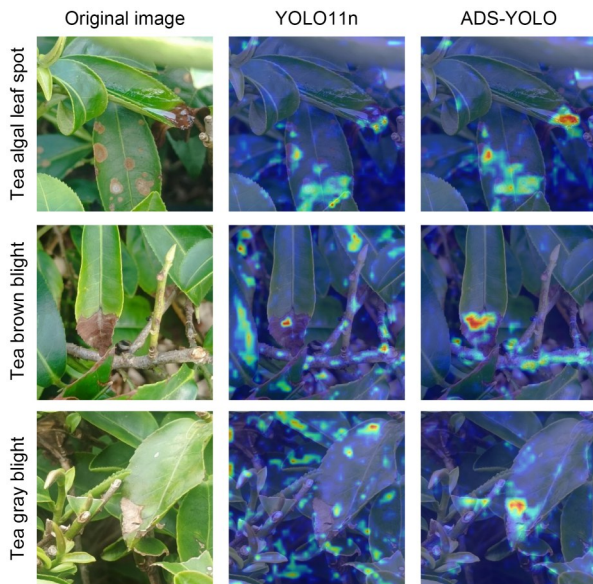 Original image
YOLO11n
ADS-YOLO
Tea algal leaf spot
Tea brown blight
Tea gray blight